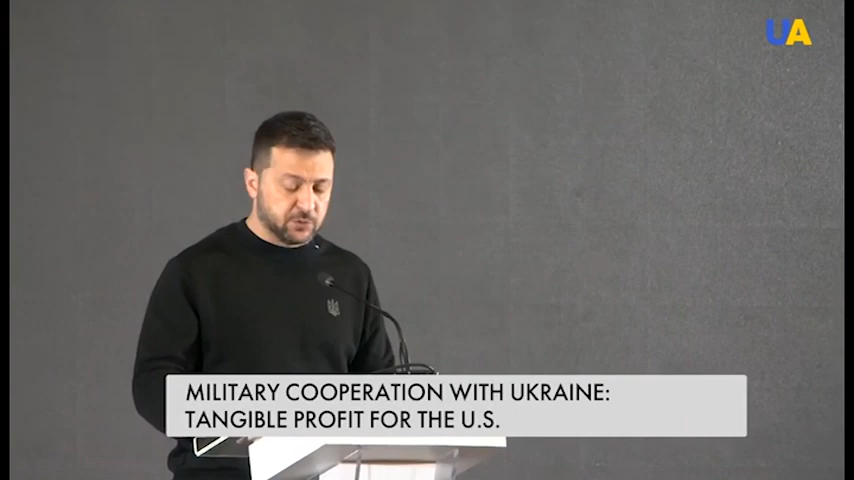 UA
MILITARY COOPERATION WITH UKRAINE:
TANGIBLE PROFIT FOR THE U.S.